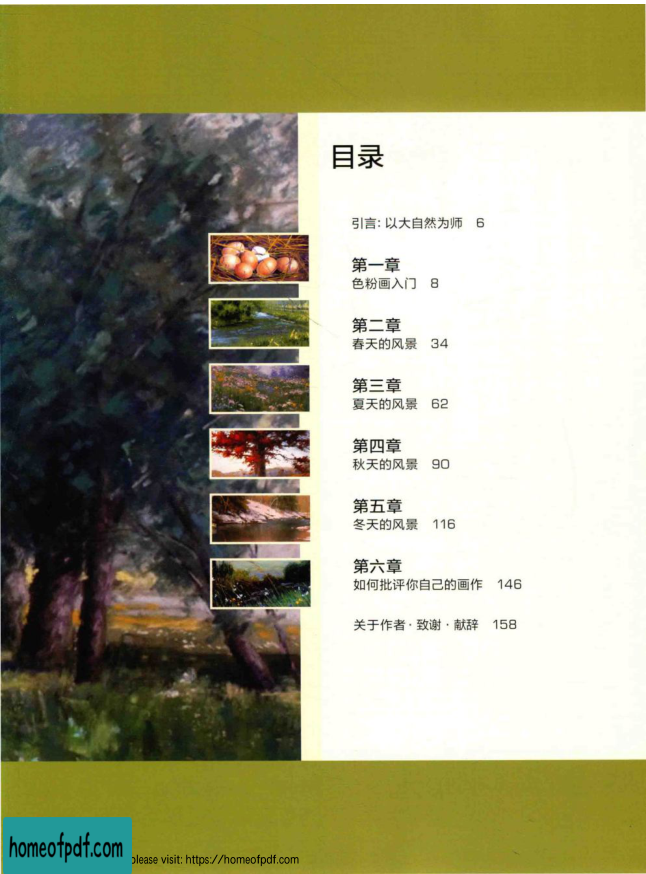 目录
引言: 以大自然为师 6
第一章
色粉画入门 8
第二章
春天的风景 34
第三章
夏天的风景 62
第四章
秋天的风景 90
第五章
冬天的风景 116
第六章
如何批评你自己的画作 146
关于作者 · 致谢 · 献辞 158
homeofpdf.com
please visit: https://homeofpdf.com